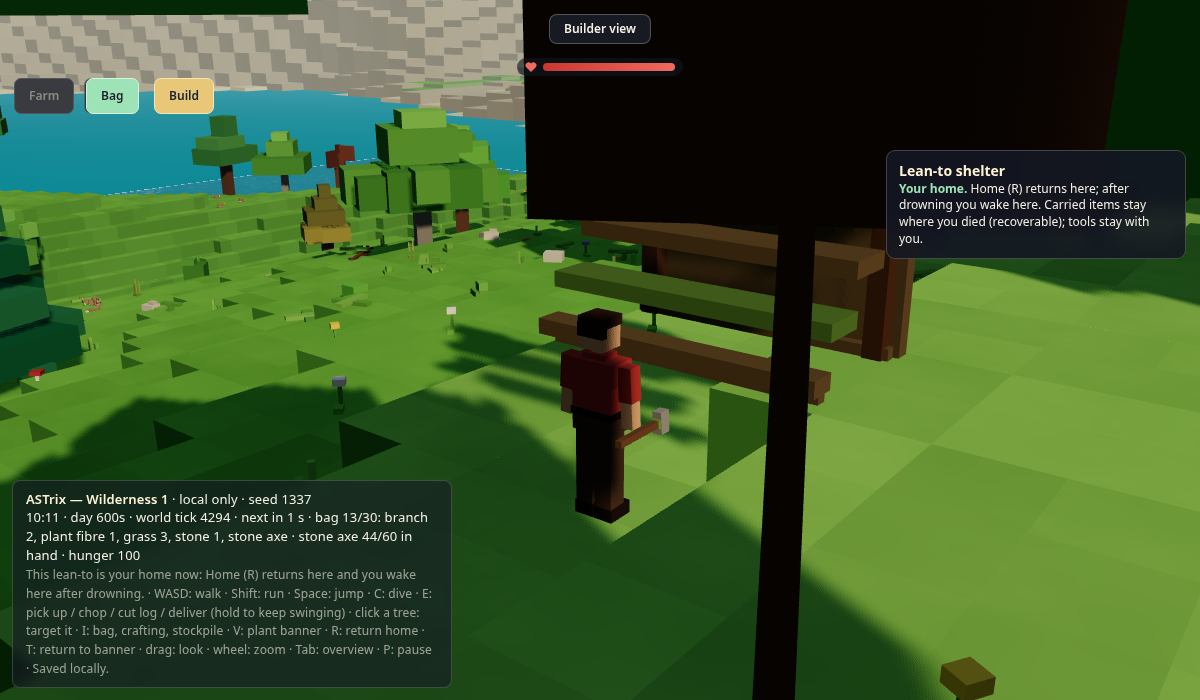 Builder view
Farm
Bag
Build
Lean-to shelter
Your home. Home (R) returns here; after
drowning you wake here. Carried items stay
where you died (recoverable); tools stay with
you.
ASTrix — Wilderness 1 · local only · seed 1337
10:11 · day 600s · world tick 4294 · next in 1 s · bag 13/30: branch
2, plant fibre 1, grass 3, stone 1, stone axe · stone axe 44/60 in
hand · hunger 100
This lean-to is your home now: Home (R) returns here and you wake
here after drowning. · WASD: walk · Shift: run · Space: jump · C: dive · E:
pick up / chop / cut log / deliver (hold to keep swinging) · click a tree:
target it · I: bag, crafting, stockpile · V: plant banner · R: return home ·
T: return to banner · drag: look · wheel: zoom · Tab: overview · P: pause
· Saved locally.